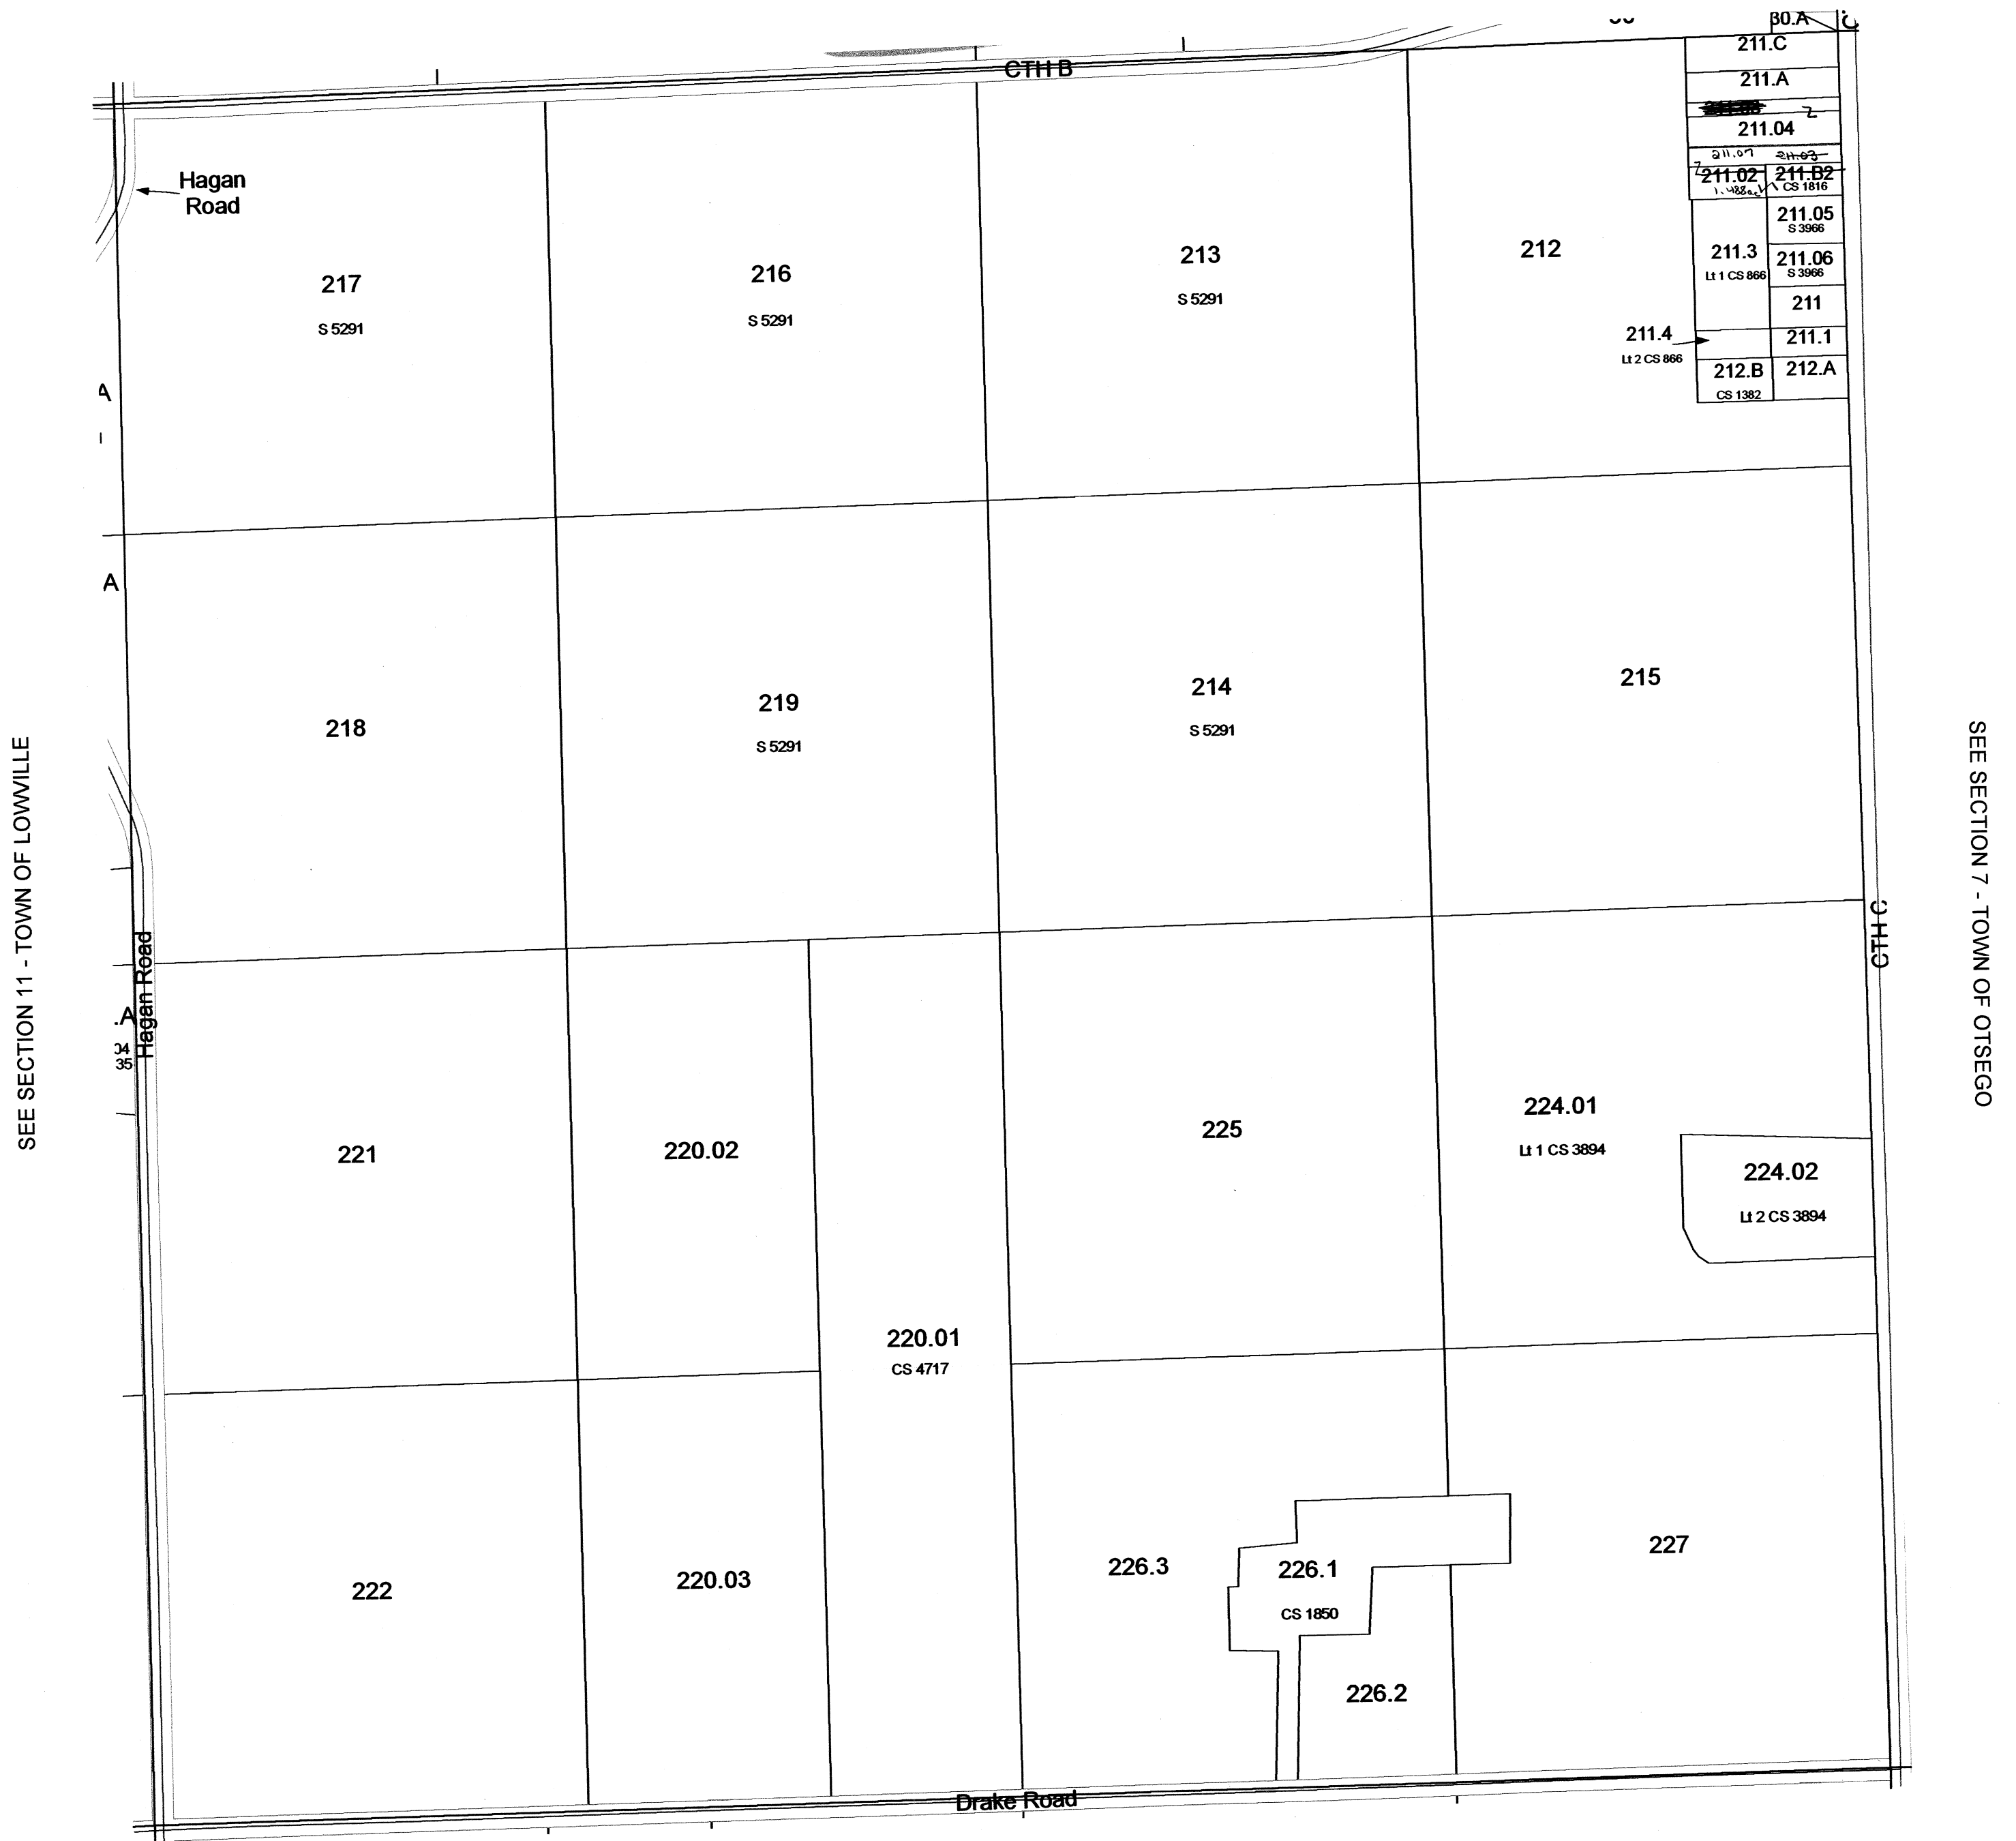 30.A
211.C
CTH B
211.A
211.04
Hagan
Road
211.07 211.03
211.02 211.B2
1.488ac CS 1816
211.05
S 3966
217
S 5291
216
S 5291
213
S 5291
212
211.3
Lt 1 CS 866
211.06
S 3966
211
211.4
Lt 2 CS 866
211.1
212.B
CS 1382
212.A
A
A
218
219
S 5291
214
S 5291
215
SEE SECTION 11 - TOWN OF LOWVILLE
SEE SECTION 7 - TOWN OF OTSEGO
CTH C
Hagan Road
.A
04
35
221
220.02
225
224.01
Lt 1 CS 3894
224.02
Lt 2 CS 3894
220.01
CS 4717
222
220.03
226.3
226.1
CS 1850
227
226.2
Drake Road